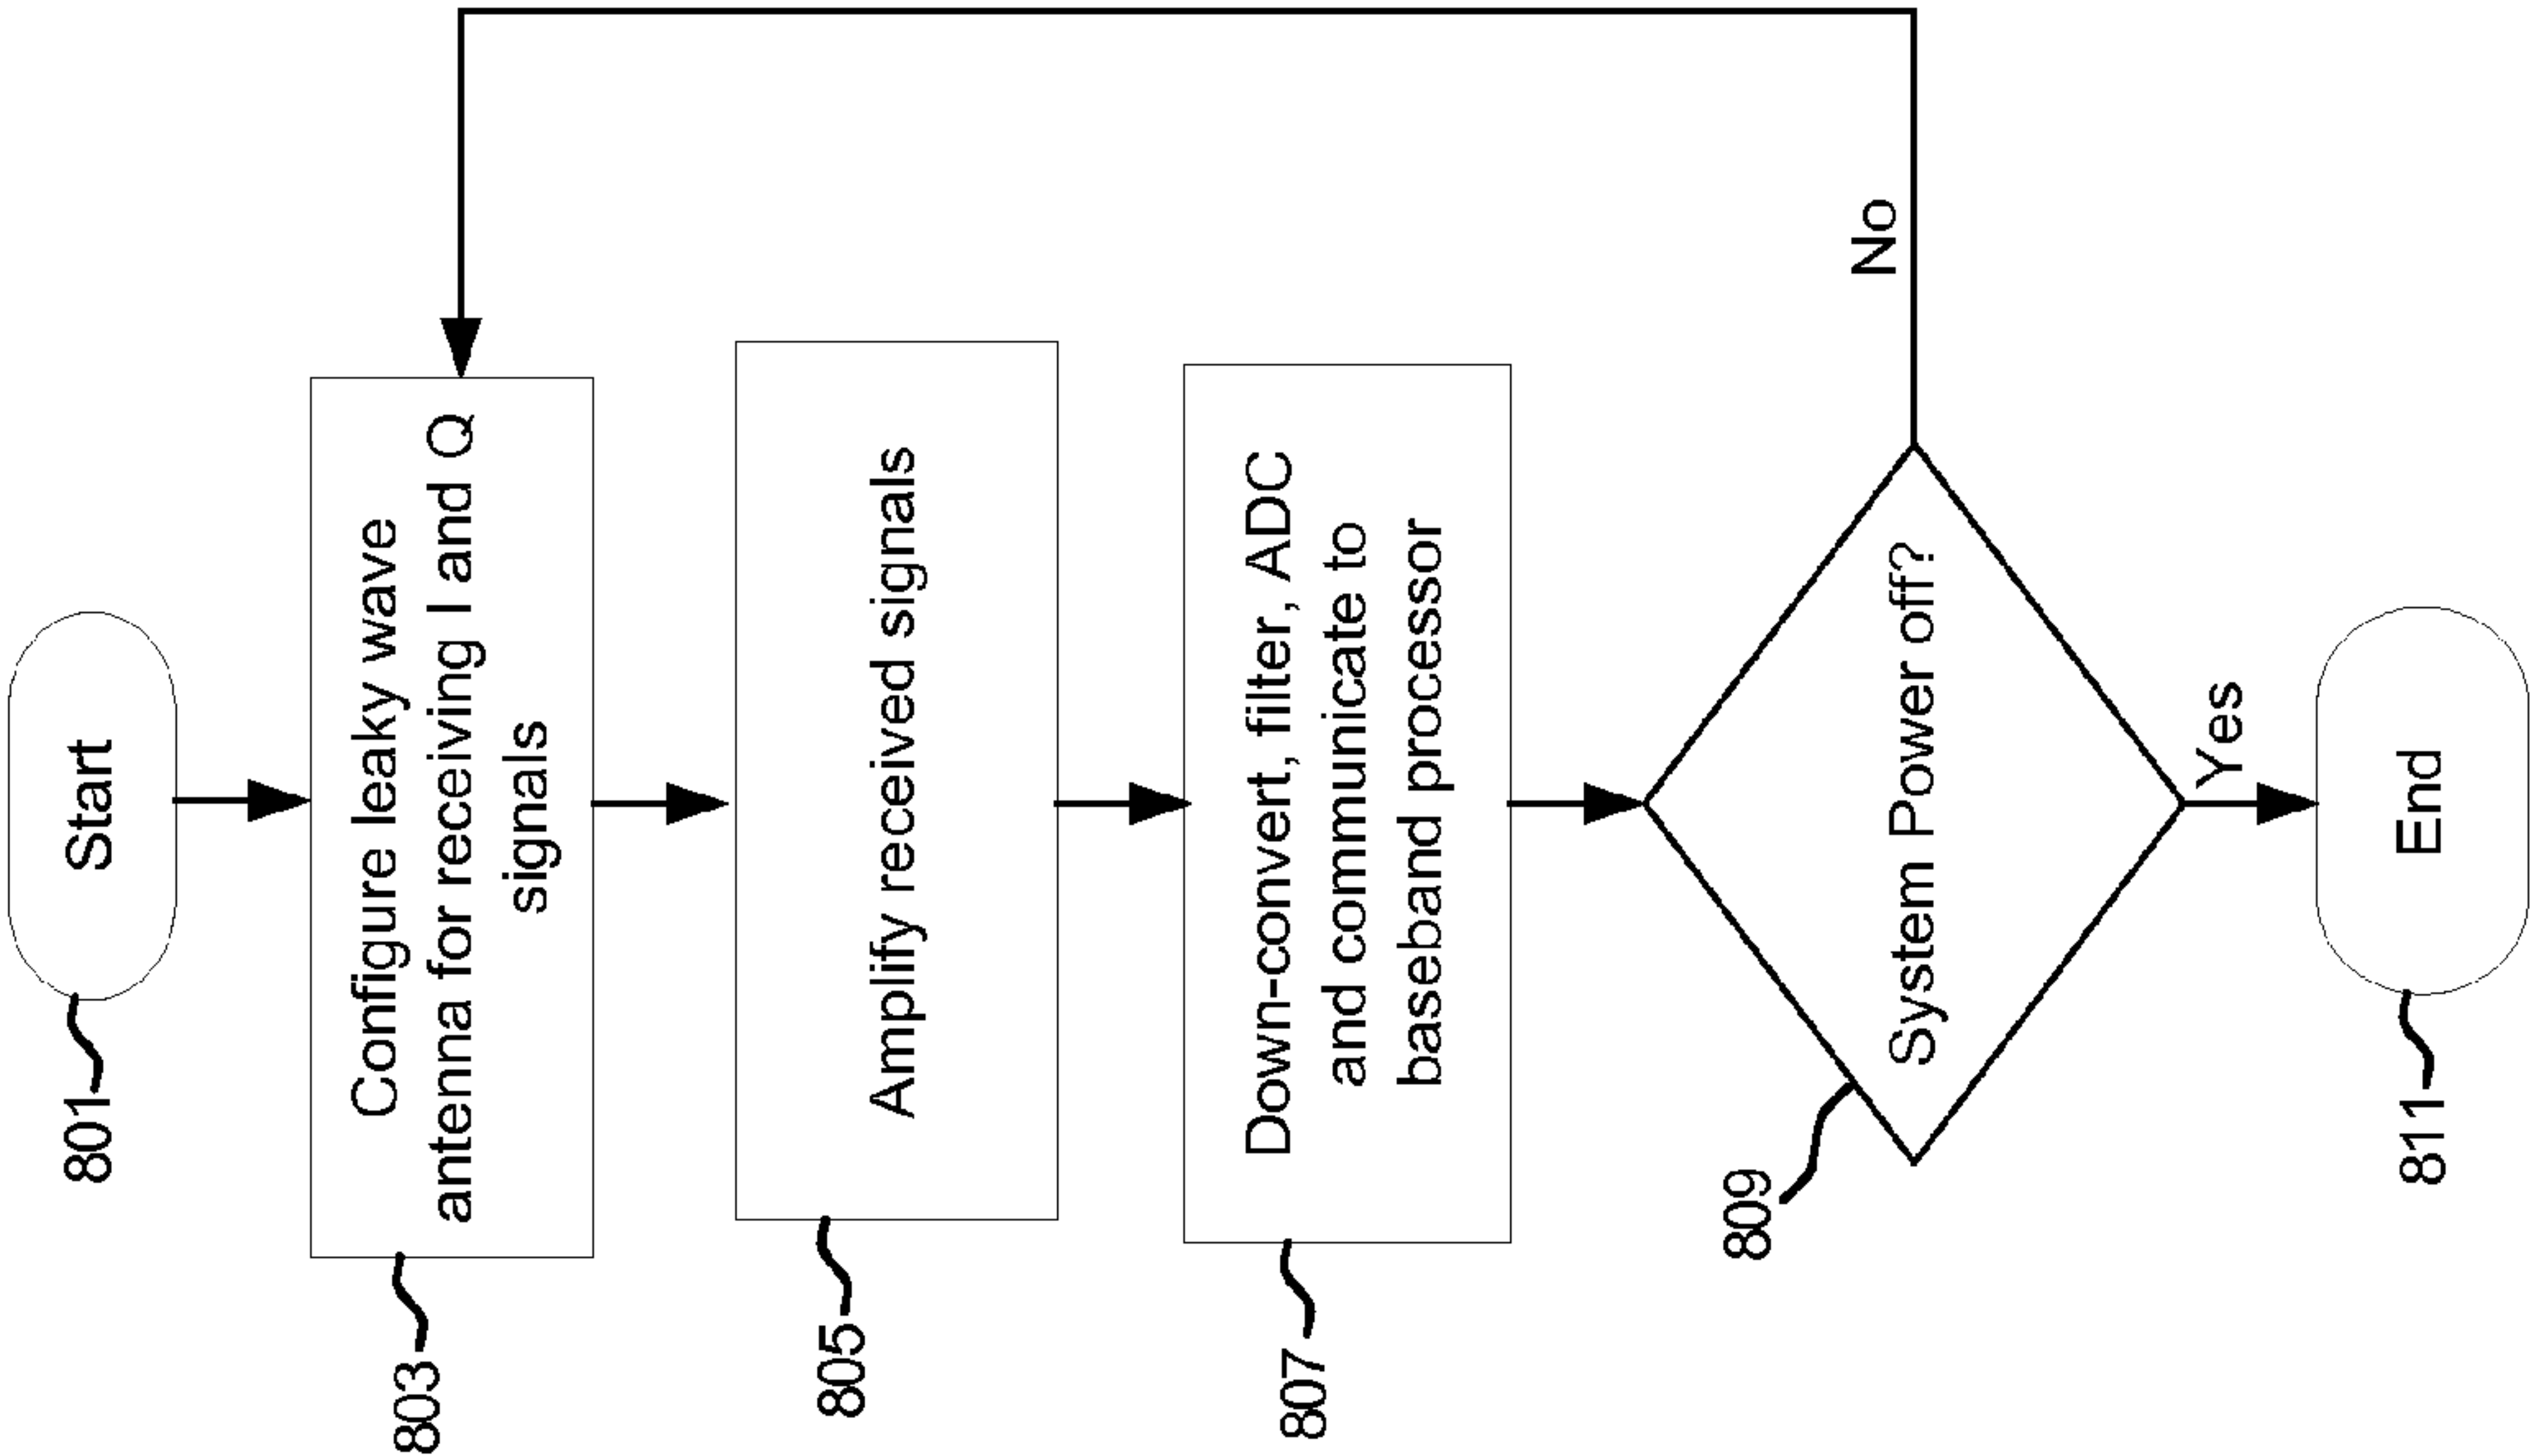 801
Start
803
Configure leaky wave
antenna for receiving I and Q
signals
805
Amplify received signals
807
Down-convert, filter, ADC
and communicate to
baseband processor
809
System Power off?
No
Yes
811
End